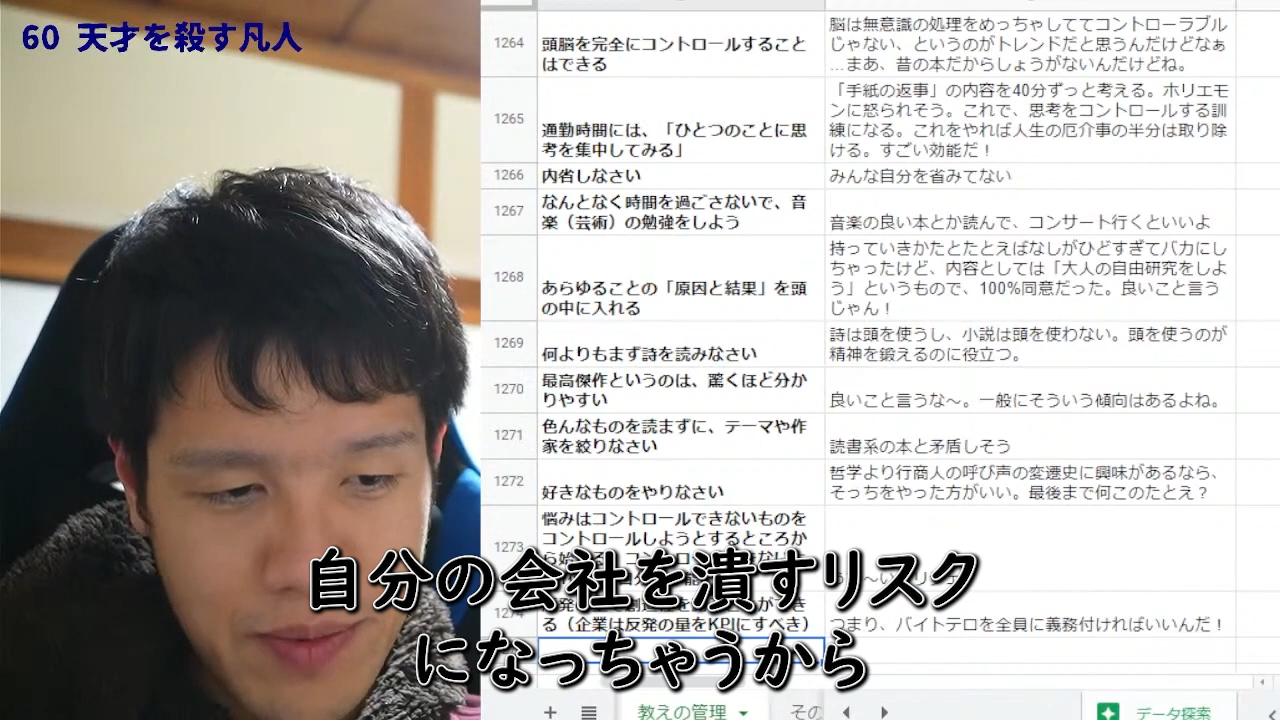 60 天才を殺す凡人
1264
頭脳を完全にコントロールすること
はできる
脳は無意識の処理をめっちゃしててコントローラブル
じゃない、というのがトレンドだと思うんだけどなぁ
…まあ、昔の本だからしょうがないんだけどね。
1265
通勤時間には、「ひとつのことに思
考を集中してみる」
「手紙の返事」の内容を40分ずっと考える。ホリエモ
ンに怒られそう。これで、思考をコントロールする訓
練になる。これをやれば人生の厄介事の半分は取り除
ける。すごい効能だ！
1266
内省しなさい
みんな自分を省みてない
1267
なんとなく時間を過ごさないで、音
楽（芸術）の勉強をしよう
音楽の良い本とか読んで、コンサート行くといいよ
1268
あらゆることの「原因と結果」を頭
の中に入れる
持っていきかたとたとえばなしがひどすぎてバカにし
ちゃったけど、内容としては「大人の自由研究をしよ
う」というもので、100%同意だった。良いこと言う
じゃん！
1269
何よりもまず詩を読みなさい
詩は頭を使うし、小説は頭を使わない。頭を使うのが
精神を鍛えるのに役立つ。
1270
最高傑作というのは、驚くほど分か
りやすい
良いこと言うな〜。一般にそういう傾向はあるよね。
1271
色んなものを読まずに、テーマや作
家を絞りなさい
読書系の本と矛盾しそう
1272
好きなものをやりなさい
哲学より行商人の呼び声の変遷史に興味があるなら、
そっちをやった方がいい。最後まで何このたとえ？
1273
悩みはコントロールできないものを
コントロールしようとするところか
1274
る（企業は反発の量をKPIにすべき）
つまり、バイトテロを全員に義務付ければいいんだ！
自分の会社を潰すリスク
になっちゃうから
教えの管理
その
データ探索